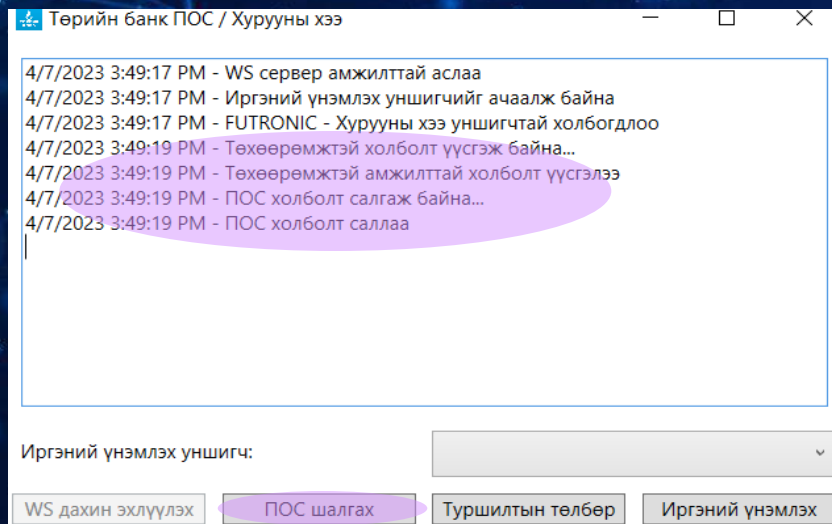 Төрийн банк ПОС / Хурууны хээ
4/7/2023 3:49:17 PM - WS сервер амжилттай аслаа
4/7/2023 3:49:17 PM - Иргэний үнэмлэх уншигчийг ачаалж байна
4/7/2023 3:49:17 PM - FUTRONIC - Хурууны хээ уншигчтай холбогдлоо
4/7/2023 3:49:19 PM - Төхөөрөмжтэй холболт үүсгэж байна...
4/7/2023 3:49:19 PM - Төхөөрөмжтэй амжилттай холболт үүсгэлээ
4/7/2023 3:49:19 PM - ПОС холболт салгаж байна...
4/7/2023 3:49:19 PM - ПОС холболт саллаа
Иргэний үнэмлэх уншигч:
WS дахин эхлүүлэх ПОС шалгах Туршилтын төлбөр Иргэний үнэмлэх